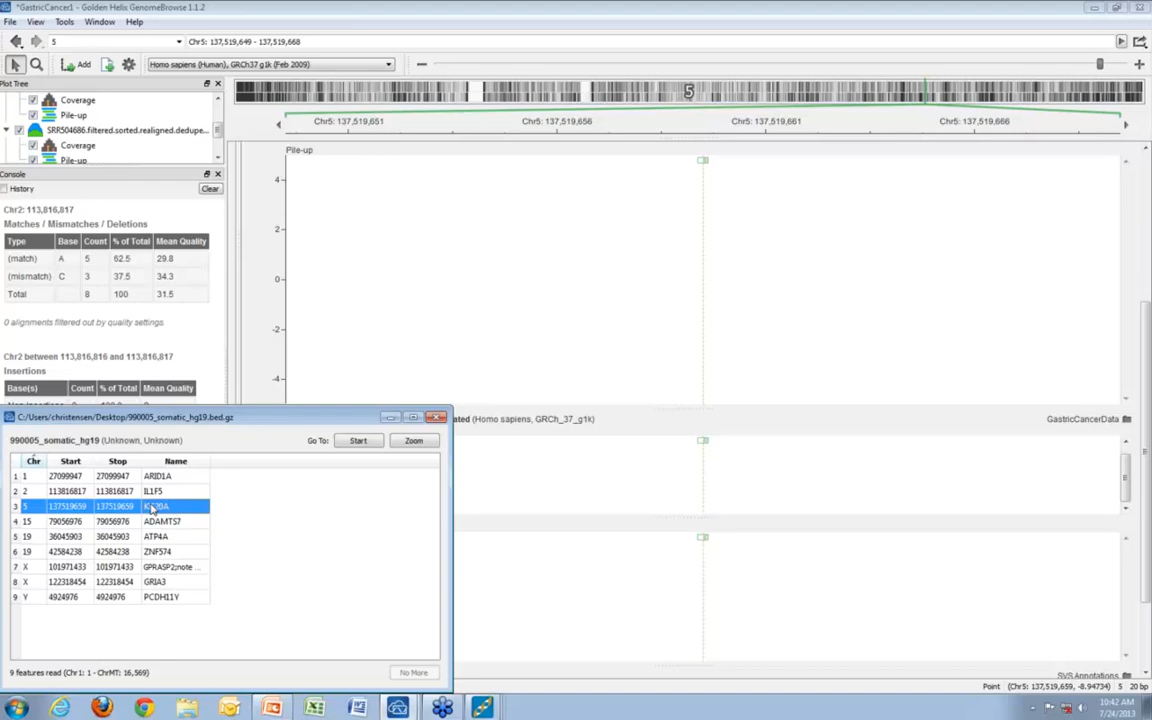 *GastricCancer1 - Golden Helix GenomeBrowse 1.1.2
File View Tools Window Help
5 Chr5: 137,519,649 - 137,519,668
Add Homo sapiens (Human), GRCh37 g1k (Feb 2009)
Plot Tree
Coverage
Pile-up
SRR504686.filtered.sorted.realigned.dedupe...
Coverage
Pile-up
5
Chr5: 137,519,651 Chr5: 137,519,656 Chr5: 137,519,661 Chr5: 137,519,666
Console
History Clear
Chr2: 113,816,817
Matches / Mismatches / Deletions
Type Base Count % of Total Mean Quality
(match) A 5 62.5 29.8
(mismatch) C 3 37.5 34.3
Total 8 100 31.5
0 alignments filtered out by quality settings.
Chr2 between 113,816,816 and 113,816,817
Insertions
Base(s) Count % of Total Mean Quality
Pile-up
4
2
0
-2
-4
C:/Users/christensen/Desktop/990005_somatic_hg19.bed.gz
990005_somatic_hg19 (Unknown, Unknown) Go To: Start Zoom
Chr Start Stop Name
1 1 27099947 27099947 ARID1A
2 2 113816817 113816817 IL1F5
3 5 137519659 137519659
4 15 79056976 79056976 ADAMTS7
5 19 36045903 36045903 ATP4A
6 19 42584238 42584238 ZNF574
7 X 101971433 101971433 GPRASP2;note ...
8 X 122318454 122318454 GRIA3
9 Y 4924976 4924976 PCDH11Y
9 features read (Chr1: 1 - ChrMT: 16,569) No More
(Homo sapiens, GRCh_37_g1k) GastricCancerData
SVS Annotations
Point (Chr5: 137,519,659, -8.94734) 5 20 bp
10:42 AM
7/24/2013